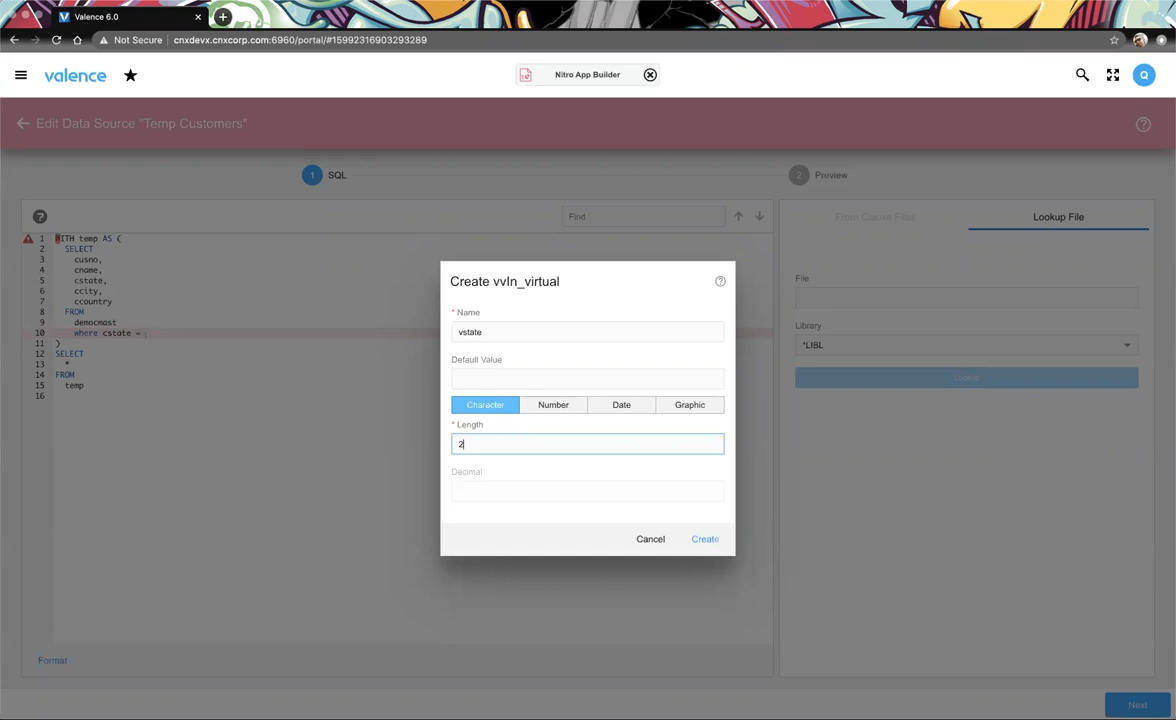 Valence 6.0
Not Secure
cnxdevx.cnxcorp.com:6960/portal/#15992316903293289
valence
Nitro App Builder
Q
Edit Data Source "Temp Customers"
1 SQL
2 Preview
Find
From Clause Files
Lookup File
1 WITH temp AS (
2 SELECT
3 cusno,
4 cname,
5 cstate,
6 ccity,
7 ccountry
8 FROM
9 democmast
10 where cstate = ;
11 )
12 SELECT
13 *
14 FROM
15 temp
16
Format
Create vvIn_virtual
* Name
vstate
Default Value
Character
Number
Date
Graphic
* Length
2
Decimal
Cancel
Create
File
Library
*LIBL
Lookup
Next